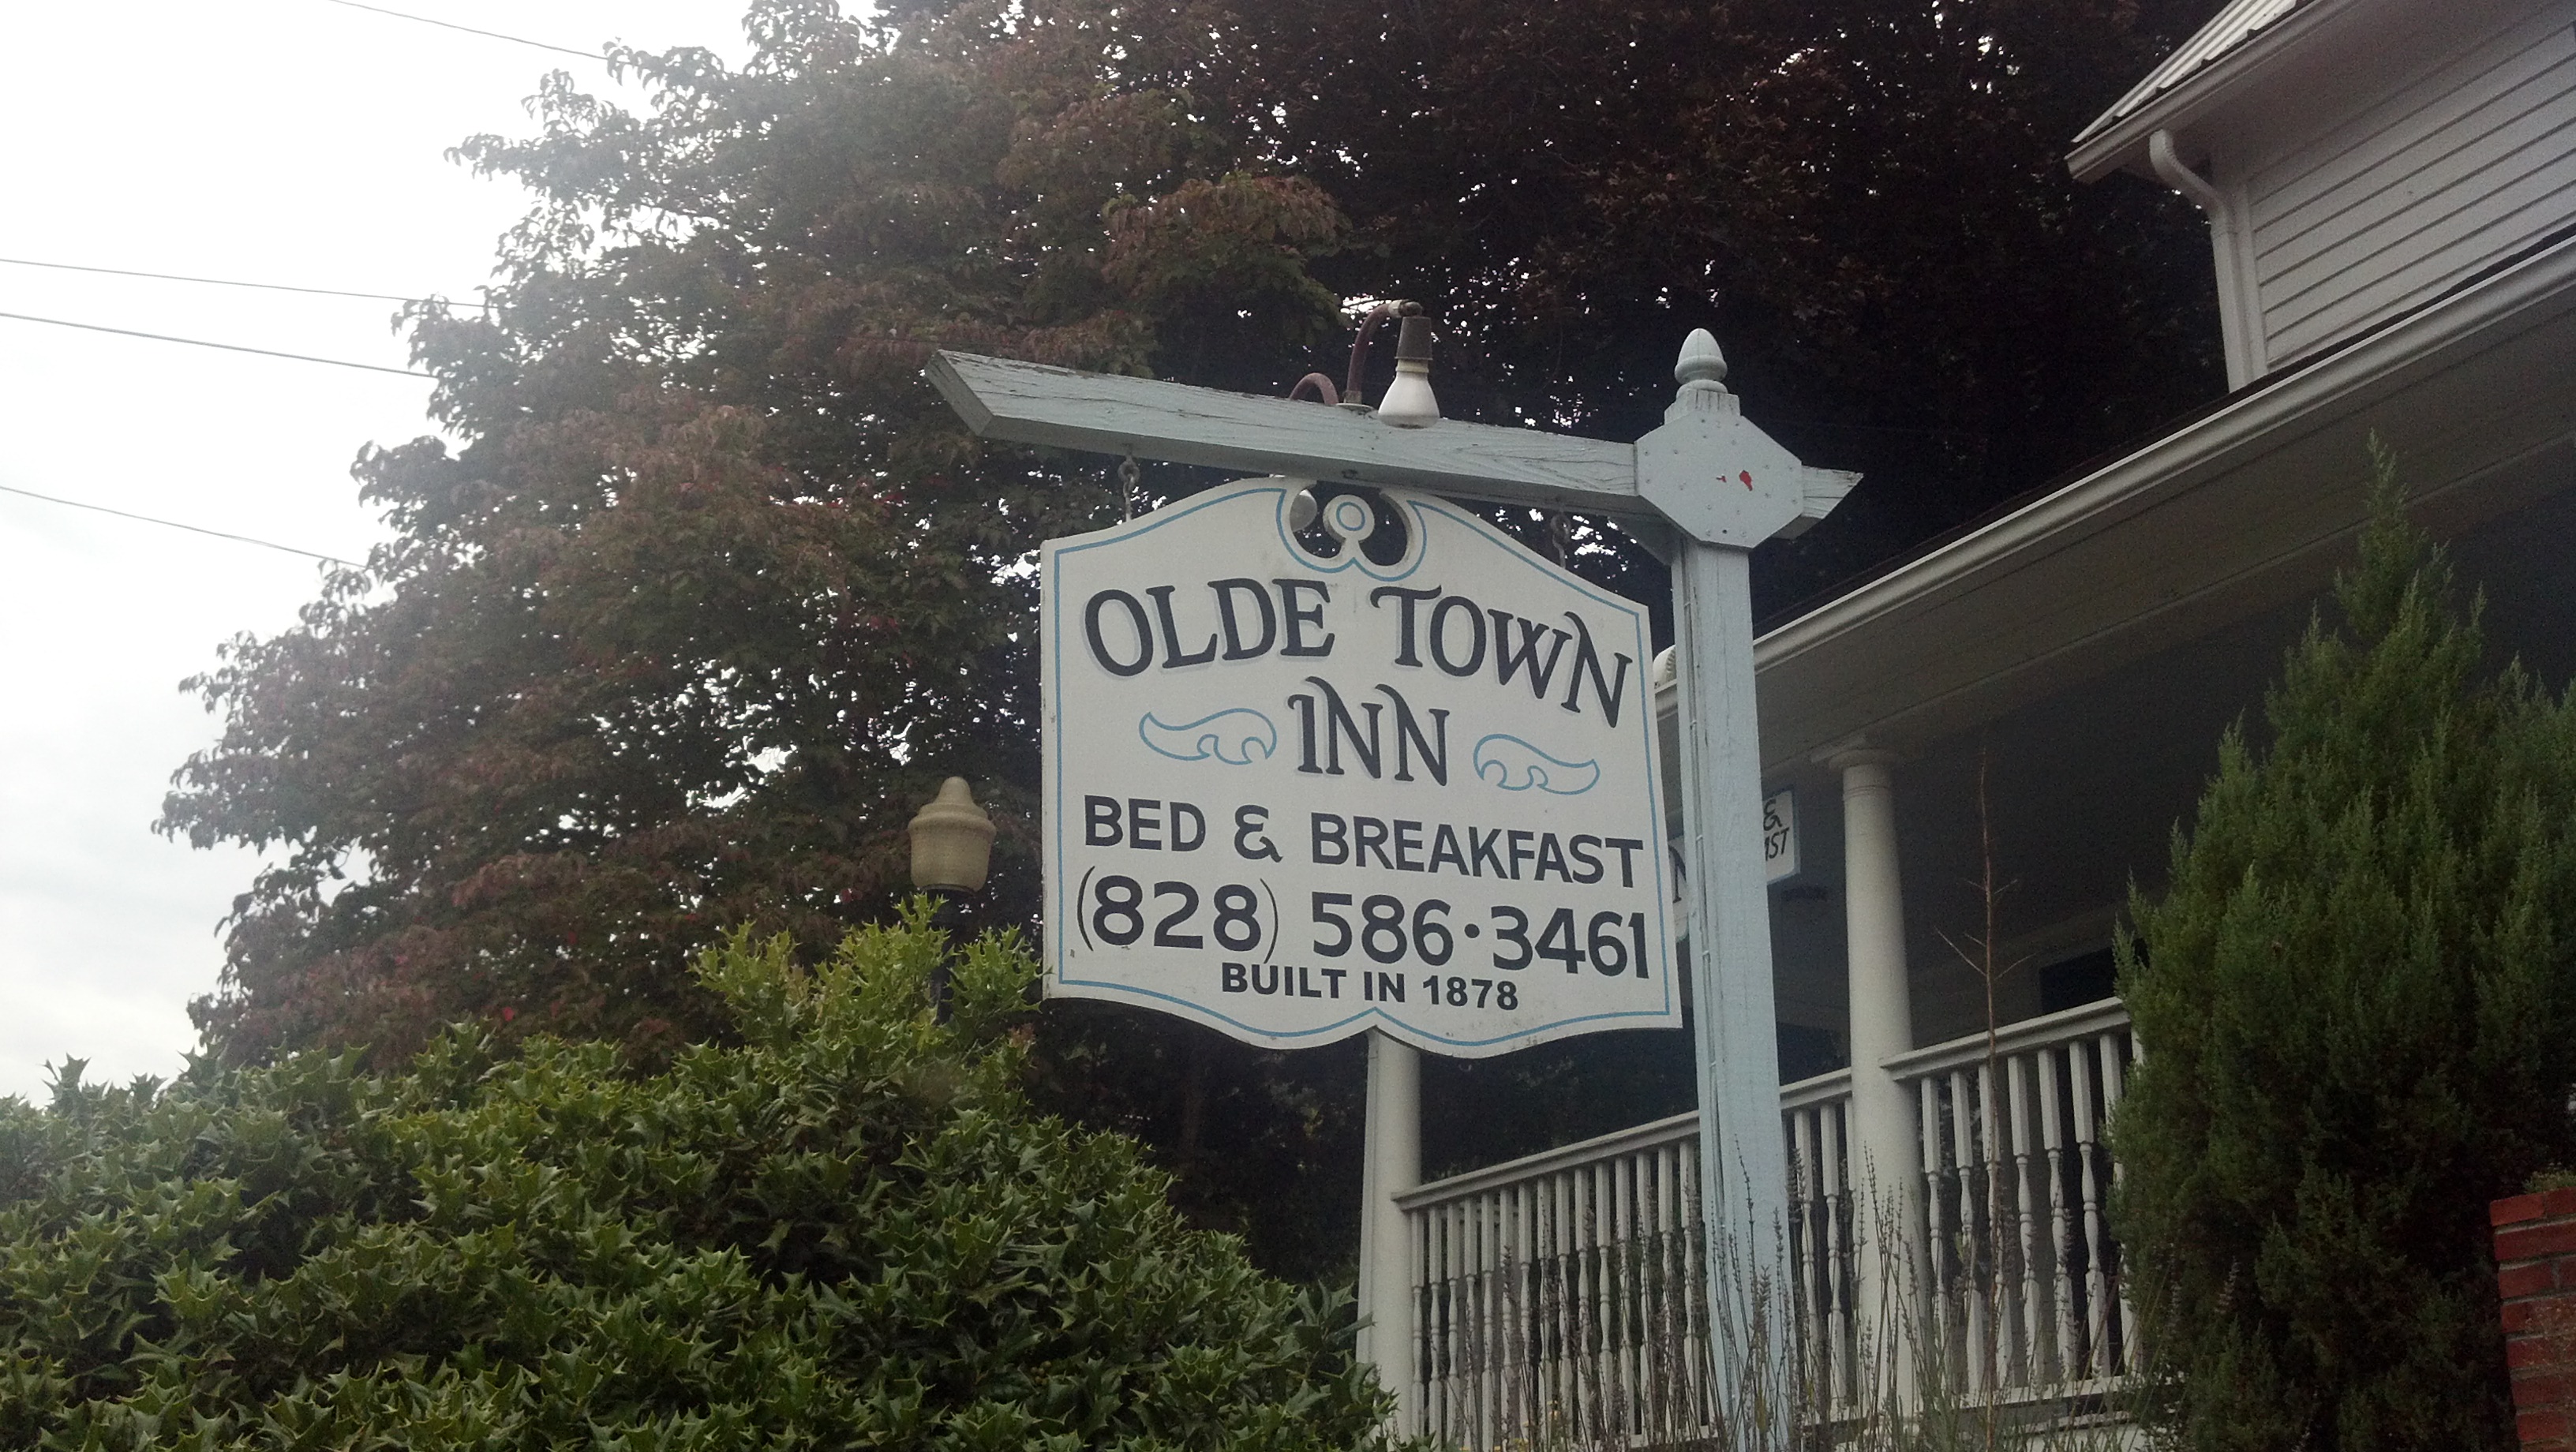 OLDE TOWN
INN
BED & BREAKFAST
(828) 586·3461
BUILT IN 1878
&